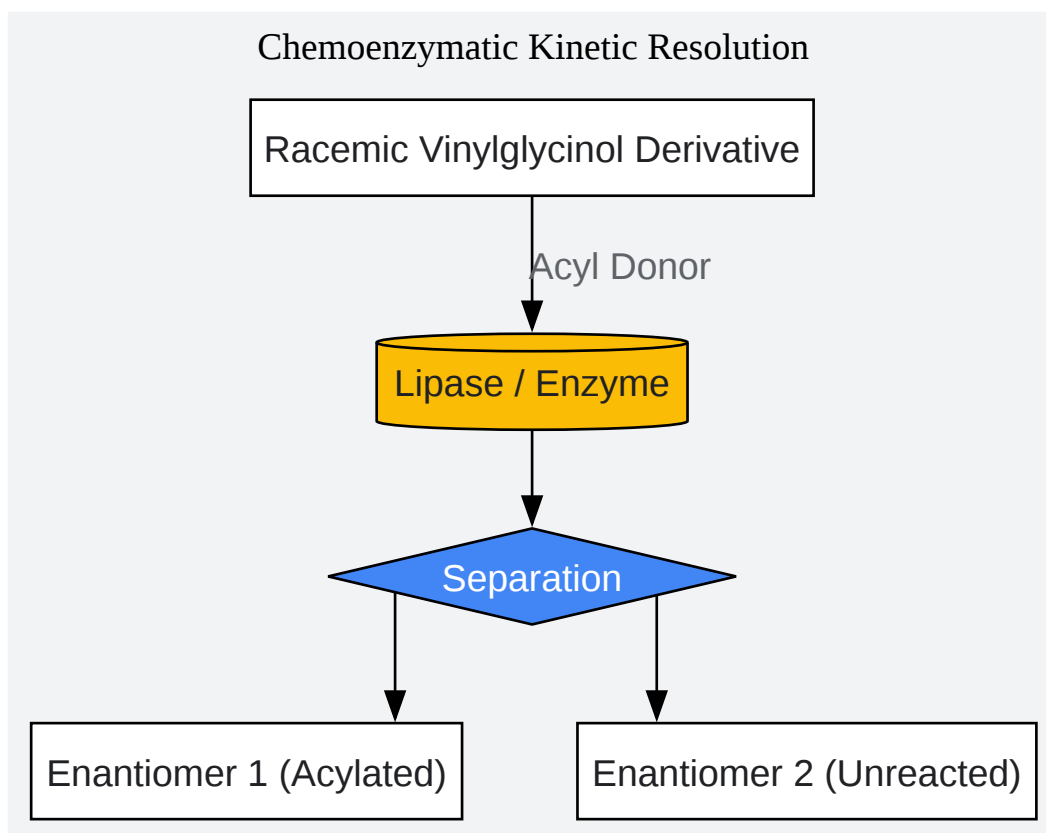 Chemoenzymatic Kinetic Resolution
Racemic Vinylglycinol Derivative
Acyl Donor
Lipase / Enzyme
Separation
Enantiomer 1 (Acylated)
Enantiomer 2 (Unreacted)